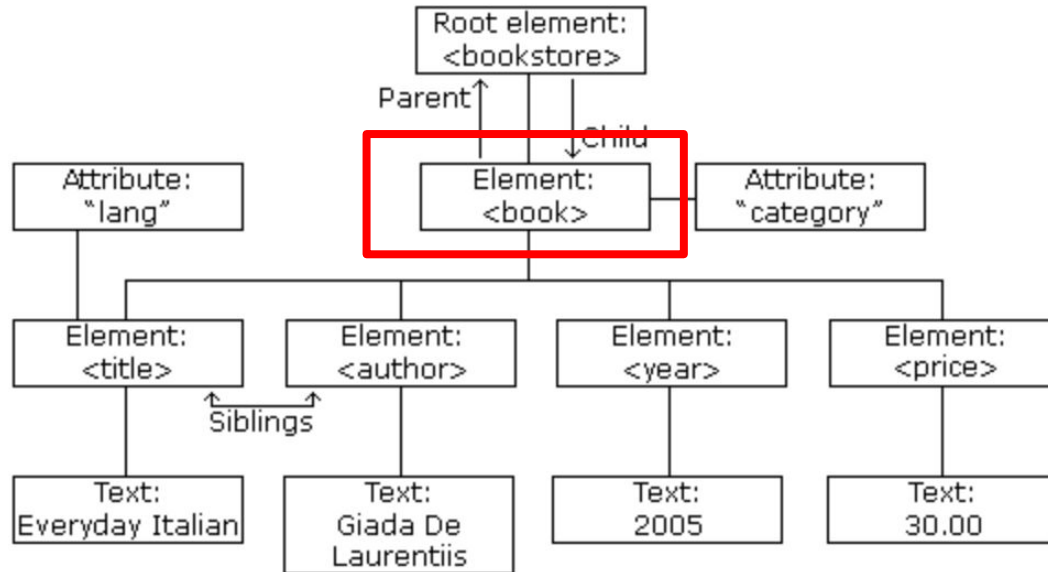 Root element:
<bookstore>
Parent
Child
Attribute:
“lang”
Element:
<book>
Attribute:
“category”
Element:
<title>
Element:
<author>
Element:
<year>
Element:
<price>
Siblings
Text:
Everyday Italian
Text:
Giada De
Laurentiis
Text:
2005
Text:
30.00